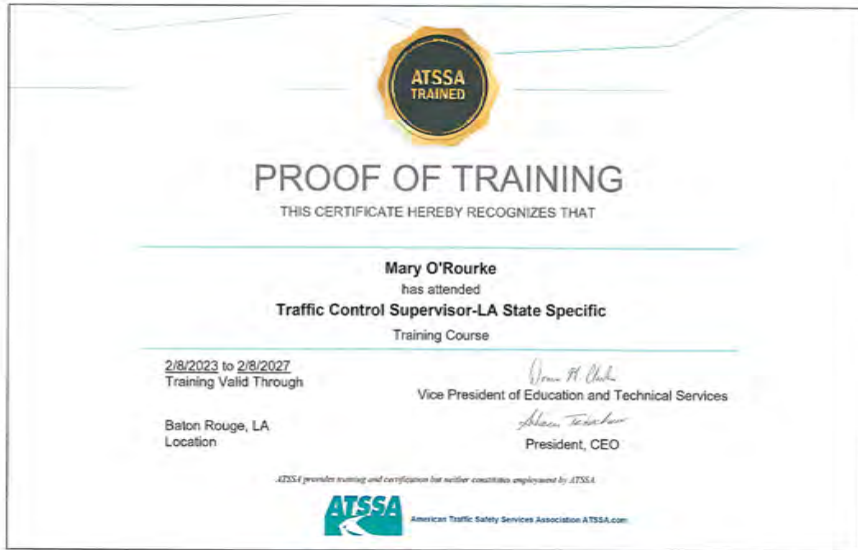 ATSSA
TRAINED
PROOF OF TRAINING
THIS CERTIFICATE HEREBY RECOGNIZES THAT
Mary O'Rourke
has attended
Traffic Control Supervisor-LA State Specific
Training Course
2/8/2023 to 2/8/2027
Training Valid Through
Vice President of Education and Technical Services
Baton Rouge, LA
Location
President, CEO
ATSSA provides training and certification but neither constitutes employment by ATSSA
ATSSA
American Traffic Safety Services Association ATSSA.com